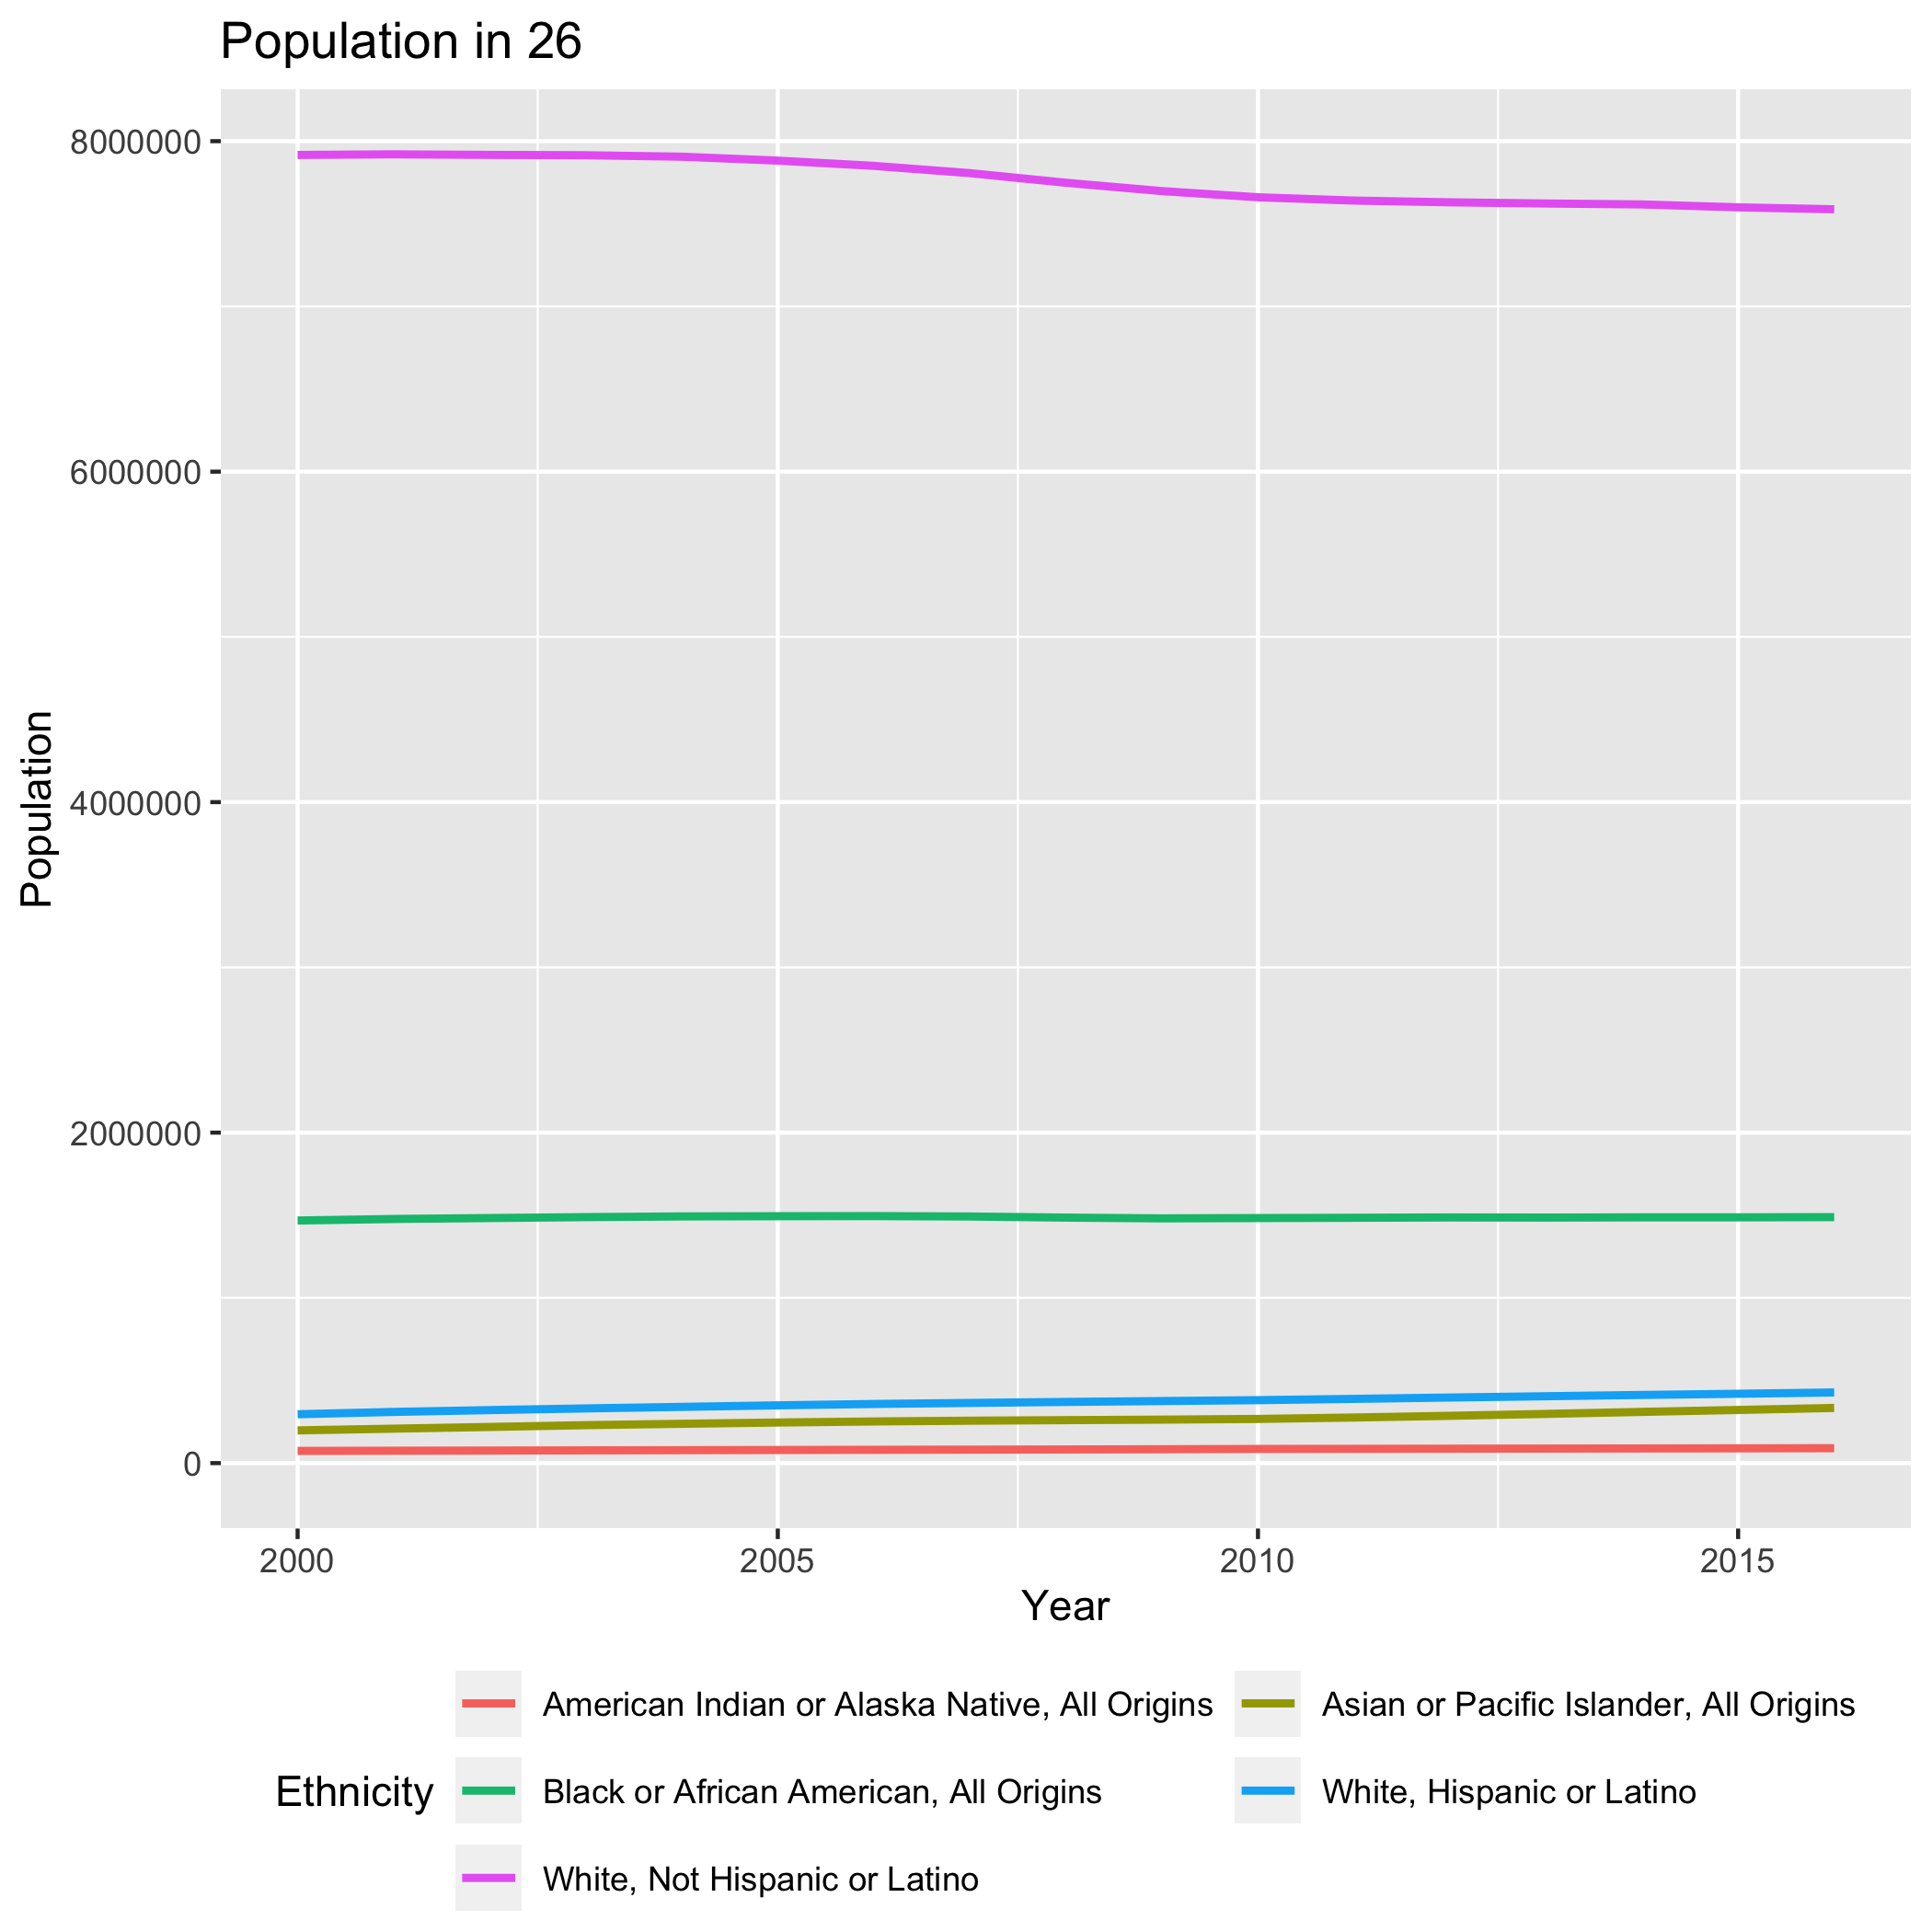 Population in 26
8000000
6000000
4000000
2000000
0
Population
2000 2005 2010 2015
Year
Ethnicity
American Indian or Alaska Native, All Origins
Asian or Pacific Islander, All Origins
Black or African American, All Origins
White, Hispanic or Latino
White, Not Hispanic or Latino